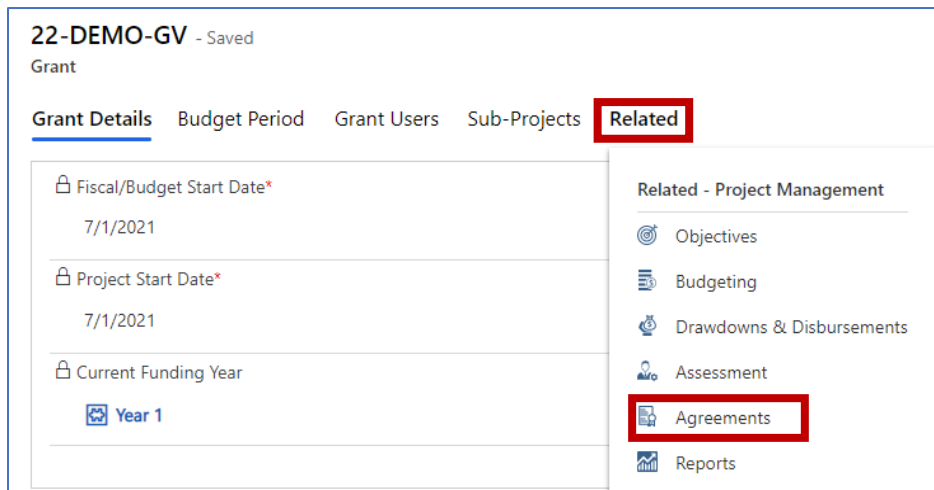 22-DEMO-GV - Saved
Grant
Grant Details Budget Period Grant Users Sub-Projects Related
Fiscal/Budget Start Date*
7/1/2021
Project Start Date*
7/1/2021
Current Funding Year
Year 1
Related - Project Management
Objectives
Budgeting
Drawdowns & Disbursements
Assessment
Agreements
Reports